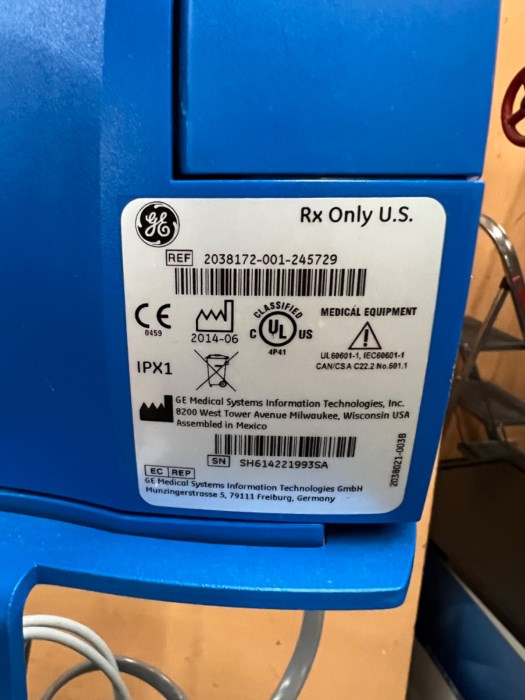 GE
Rx Only U.S.
REF 2038172-001-245729
CE
0459
2014-06
CLASSIFIED
C UL US
4P41
MEDICAL EQUIPMENT
UL60601-1, IEC60601-1
CAN/CSA C22.2 No.601.1
IPX1
GE Medical Systems Information Technologies, Inc.
8200 West Tower Avenue Milwaukee, Wisconsin USA
Assembled in Mexico
SN SH614221993SA
EC REP
GE Medical Systems Information Technologies GmbH
Munzingerstrasse 5, 79111 Freiburg, Germany
2038021-003B